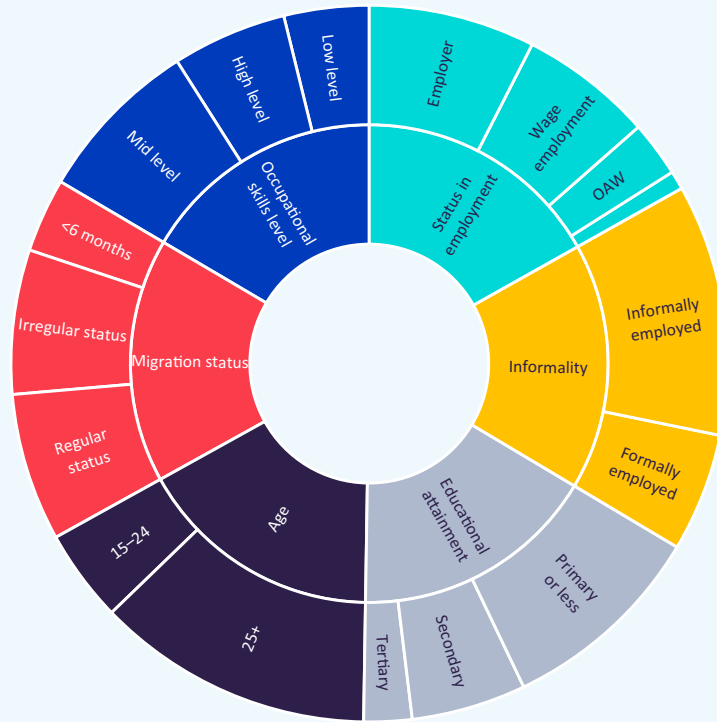 Employer
Wage
employment
OAW
Status in
employment
Informally
employed
Formally
employed
Informality
Primary
or less
Secondary
Tertiary
Educational
attainment
25+
15–24
Age
Regular
status
Irregular status
<6 months
Migration status
Mid level
High level
Low level
Occupational
skills level